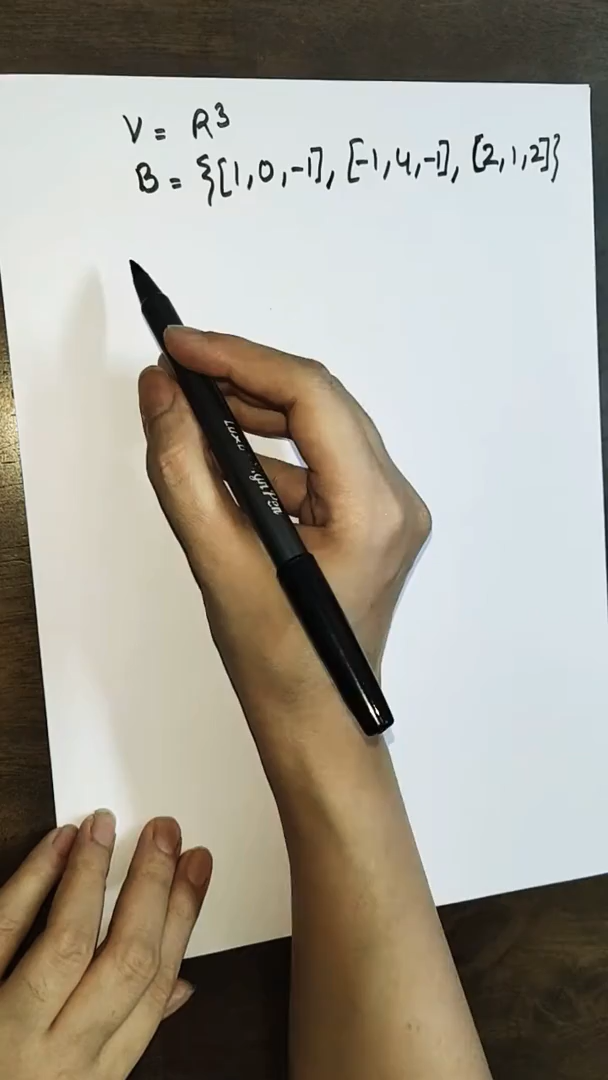 V = R³
B = {[1, 0, -1], [-1, 4, -1], [2, 1, 2]}